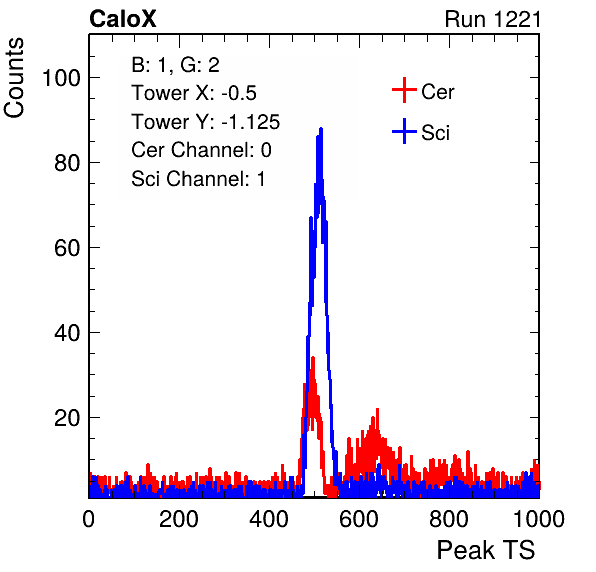 CaloX Run 1221
Counts
B: 1, G: 2
Tower X: -0.5
Tower Y: -1.125
Cer Channel: 0
Sci Channel: 1
Cer
Sci
100
80
60
40
20
0 200 400 600 800 1000
Peak TS